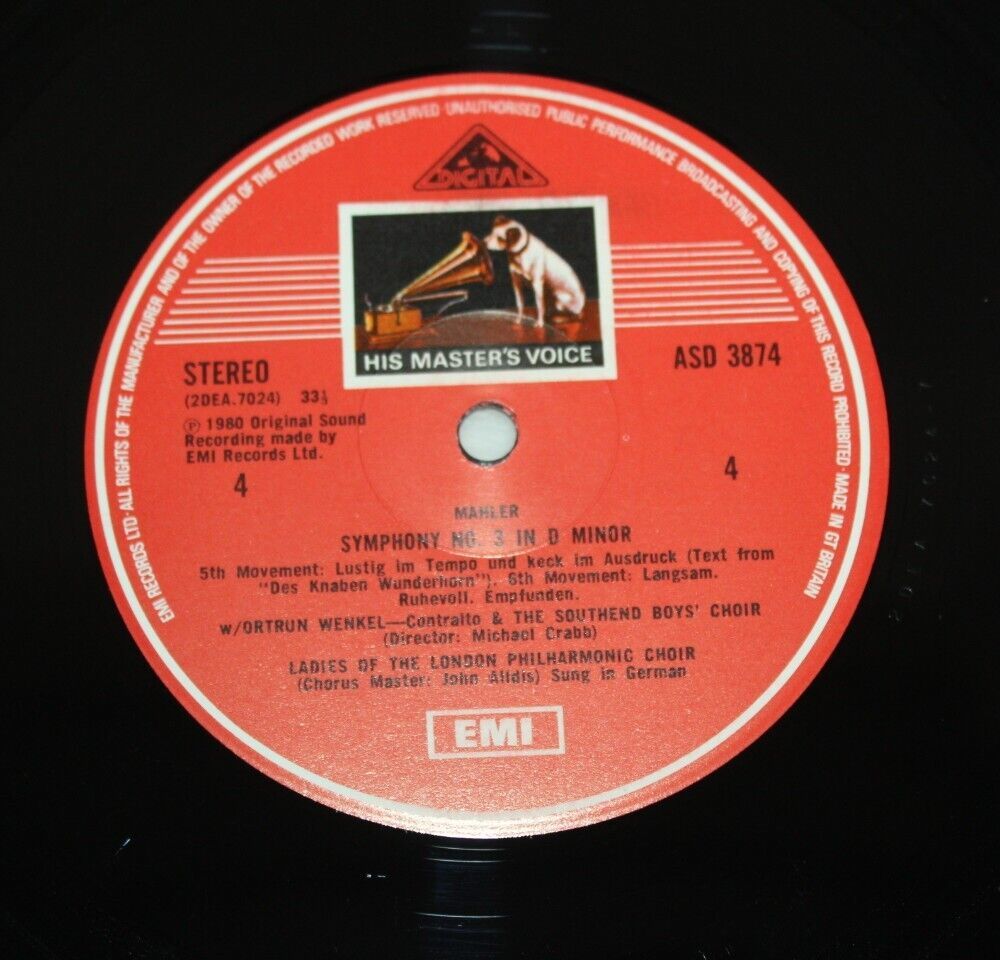 EMI RECORDS LTD·ALL RIGHTS OF THE MANUFACTURER AND OF THE OWNER OF THE RECORDED WORK RESERVED UNAUTHORISED PUBLIC PERFORMANCE BROADCASTING AND COPYING OF THIS RECORD PROHIBITED·MADE IN GT BRITAIN
DIGITAL
HIS MASTER'S VOICE
STEREO
ASD 3874
(2DEA.7024) 33⅓
℗ 1980 Original Sound
Recording made by
EMI Records Ltd.
4
4
MAHLER
SYMPHONY NO. 3 IN D MINOR
5th Movement: Lustig im Tempo und keck im Ausdruck (Text from
"Des Knaben Wunderhorn"). 6th Movement: Langsam.
Ruhevoll. Empfunden.
W/ORTRUN WENKEL—Contralto & THE SOUTHEND BOYS' CHOIR
(Director: Michael Crabb)
LADIES OF THE LONDON PHILHARMONIC CHOIR
(Chorus Master: John Alldis) Sung in German
EMI